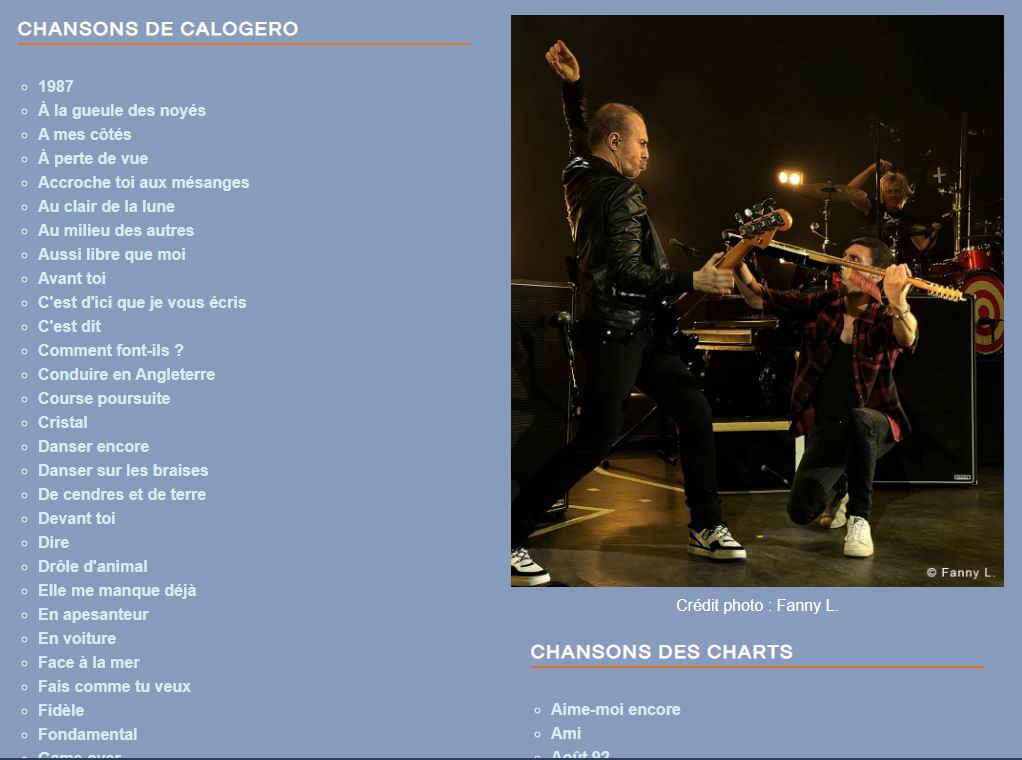 CHANSONS DE CALOGERO
1987
À la gueule des noyés
A mes côtés
À perte de vue
Accroche toi aux mésanges
Au clair de la lune
Au milieu des autres
Aussi libre que moi
Avant toi
C'est d'ici que je vous écris
C'est dit
Comment font-ils ?
Conduire en Angleterre
Course poursuite
Cristal
Danser encore
Danser sur les braises
De cendres et de terre
Devant toi
Dire
Drôle d'animal
Elle me manque déjà
En apesanteur
En voiture
Face à la mer
Fais comme tu veux
Fidèle
Fondamental
Game over
© Fanny L.
Crédit photo : Fanny L.
CHANSONS DES CHARTS
Aime-moi encore
Ami
Août 92